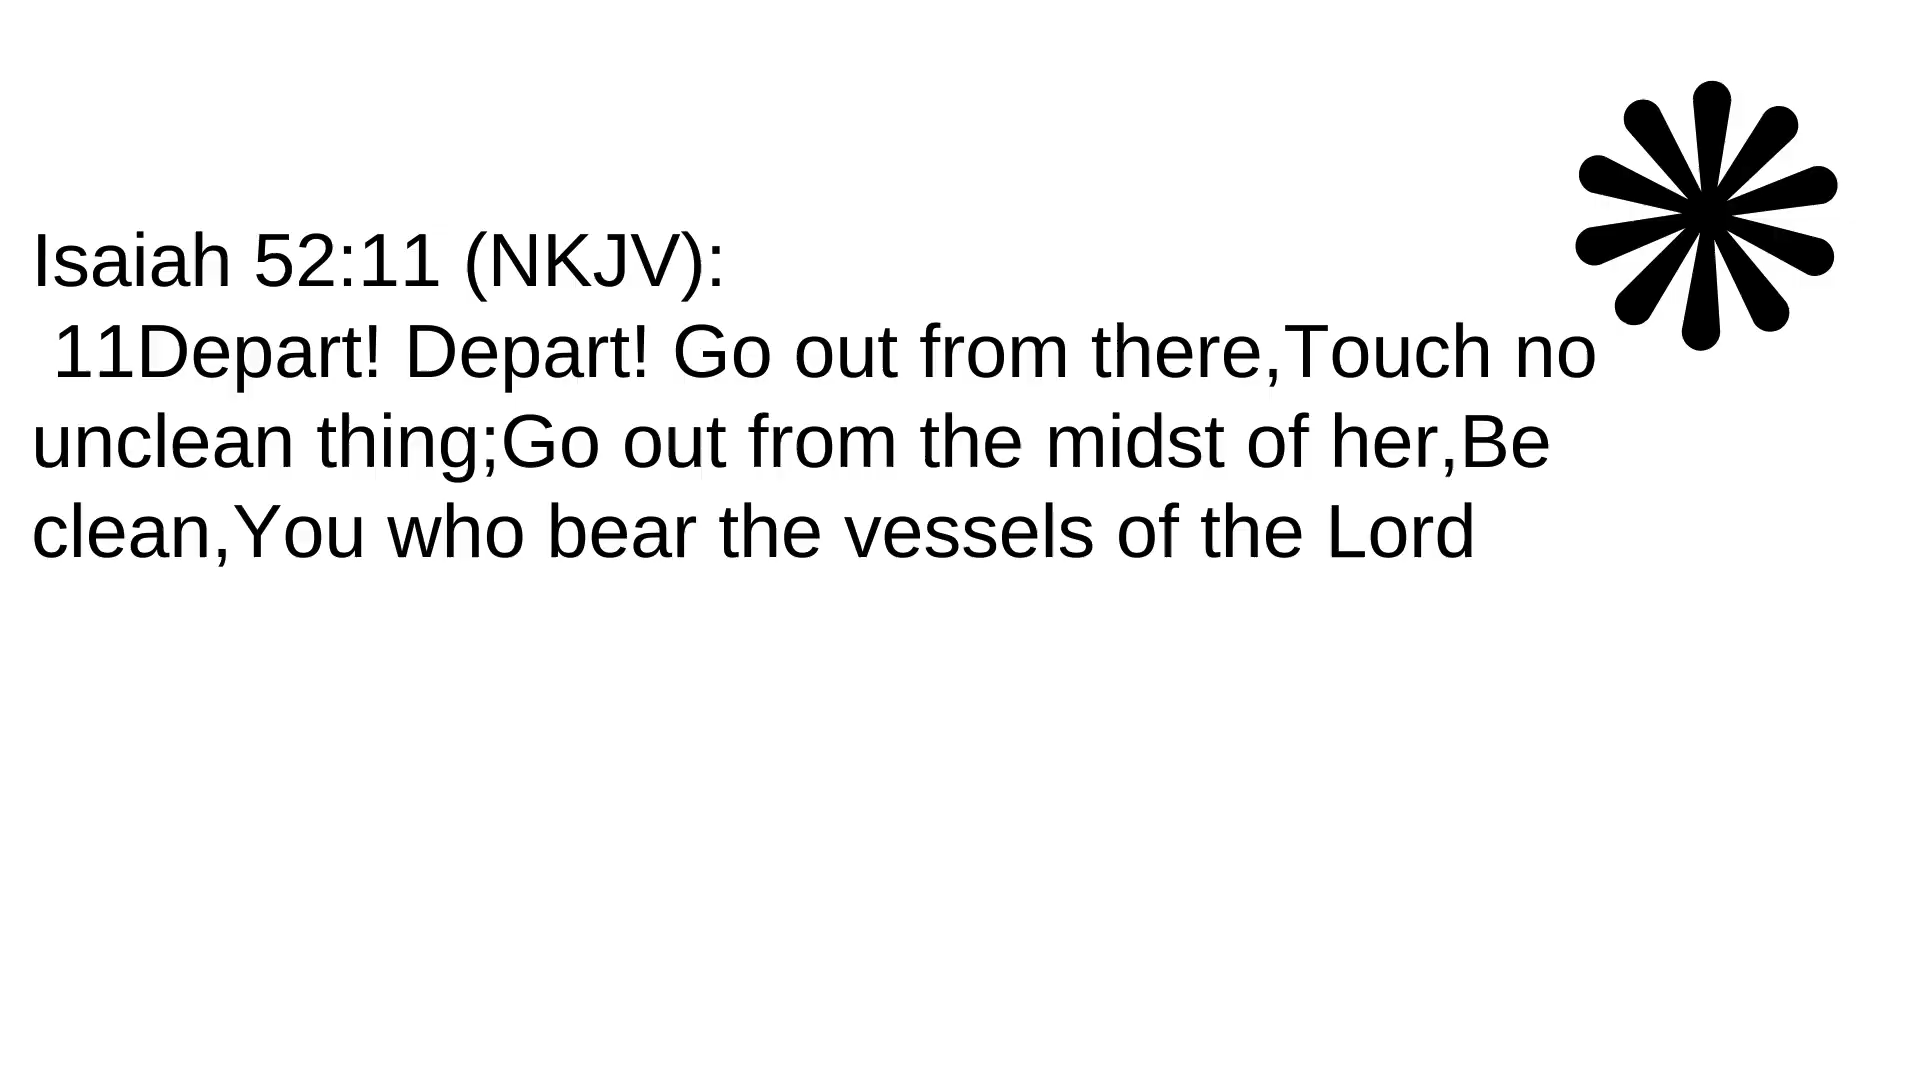 Isaiah 52:11 (NKJV):
11Depart! Depart! Go out from there,Touch no
unclean thing;Go out from the midst of her,Be
clean,You who bear the vessels of the Lord